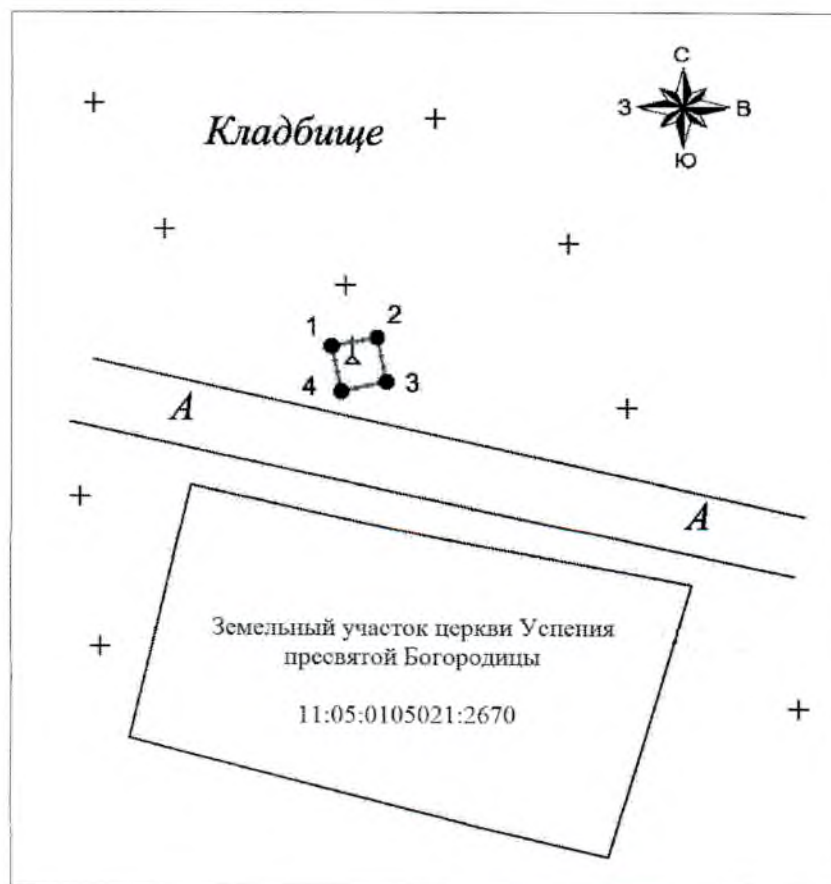 С
З В
Ю
Кладбище
1 2
4 3
А
А
Земельный участок церкви Успения
пресвятой Богородицы
11:05:0105021:2670